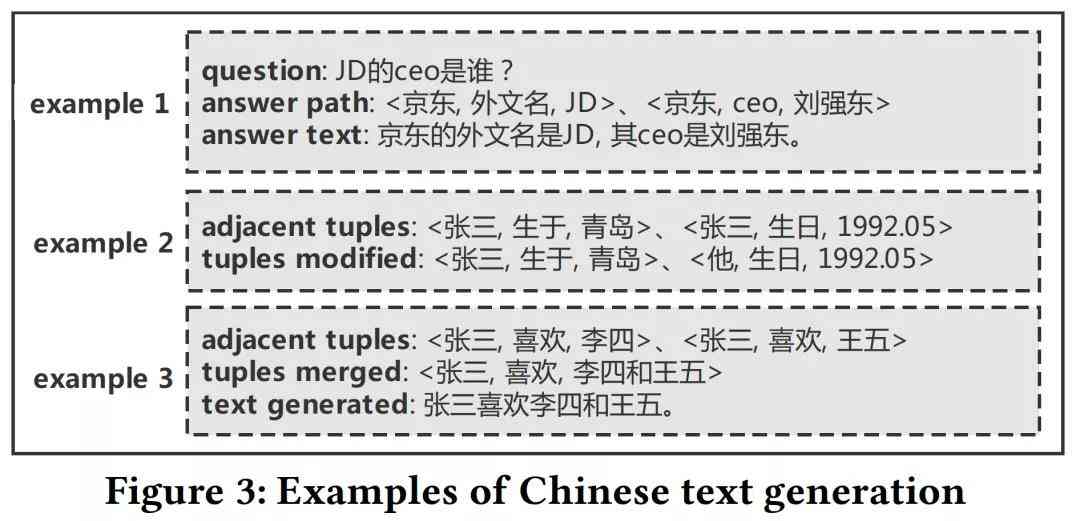 example 1
question: JD的ceo是谁？
answer path: <京东, 外文名, JD>、<京东, ceo, 刘强东>
answer text: 京东的外文名是JD, 其ceo是刘强东。
example 2
adjacent tuples: <张三, 生于, 青岛>、<张三, 生日, 1992.05>
tuples modified: <张三, 生于, 青岛>、<他, 生日, 1992.05>
example 3
adjacent tuples: <张三, 喜欢, 李四>、<张三, 喜欢, 王五>
tuples merged: <张三, 喜欢, 李四和王五>
text generated: 张三喜欢李四和王五。
Figure 3: Examples of Chinese text generation